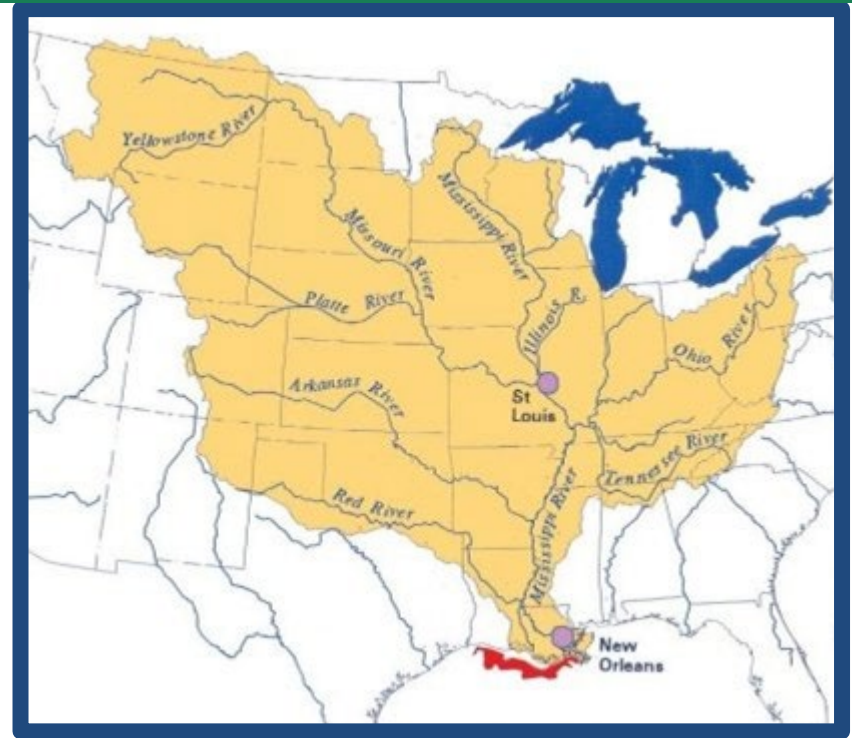 Yellowstone River
Missouri River
Mississippi River
Platte River
Illinois R.
Ohio River
Arkansas River
St
Louis
Tennessee River
Red River
Mississippi River
New
Orleans